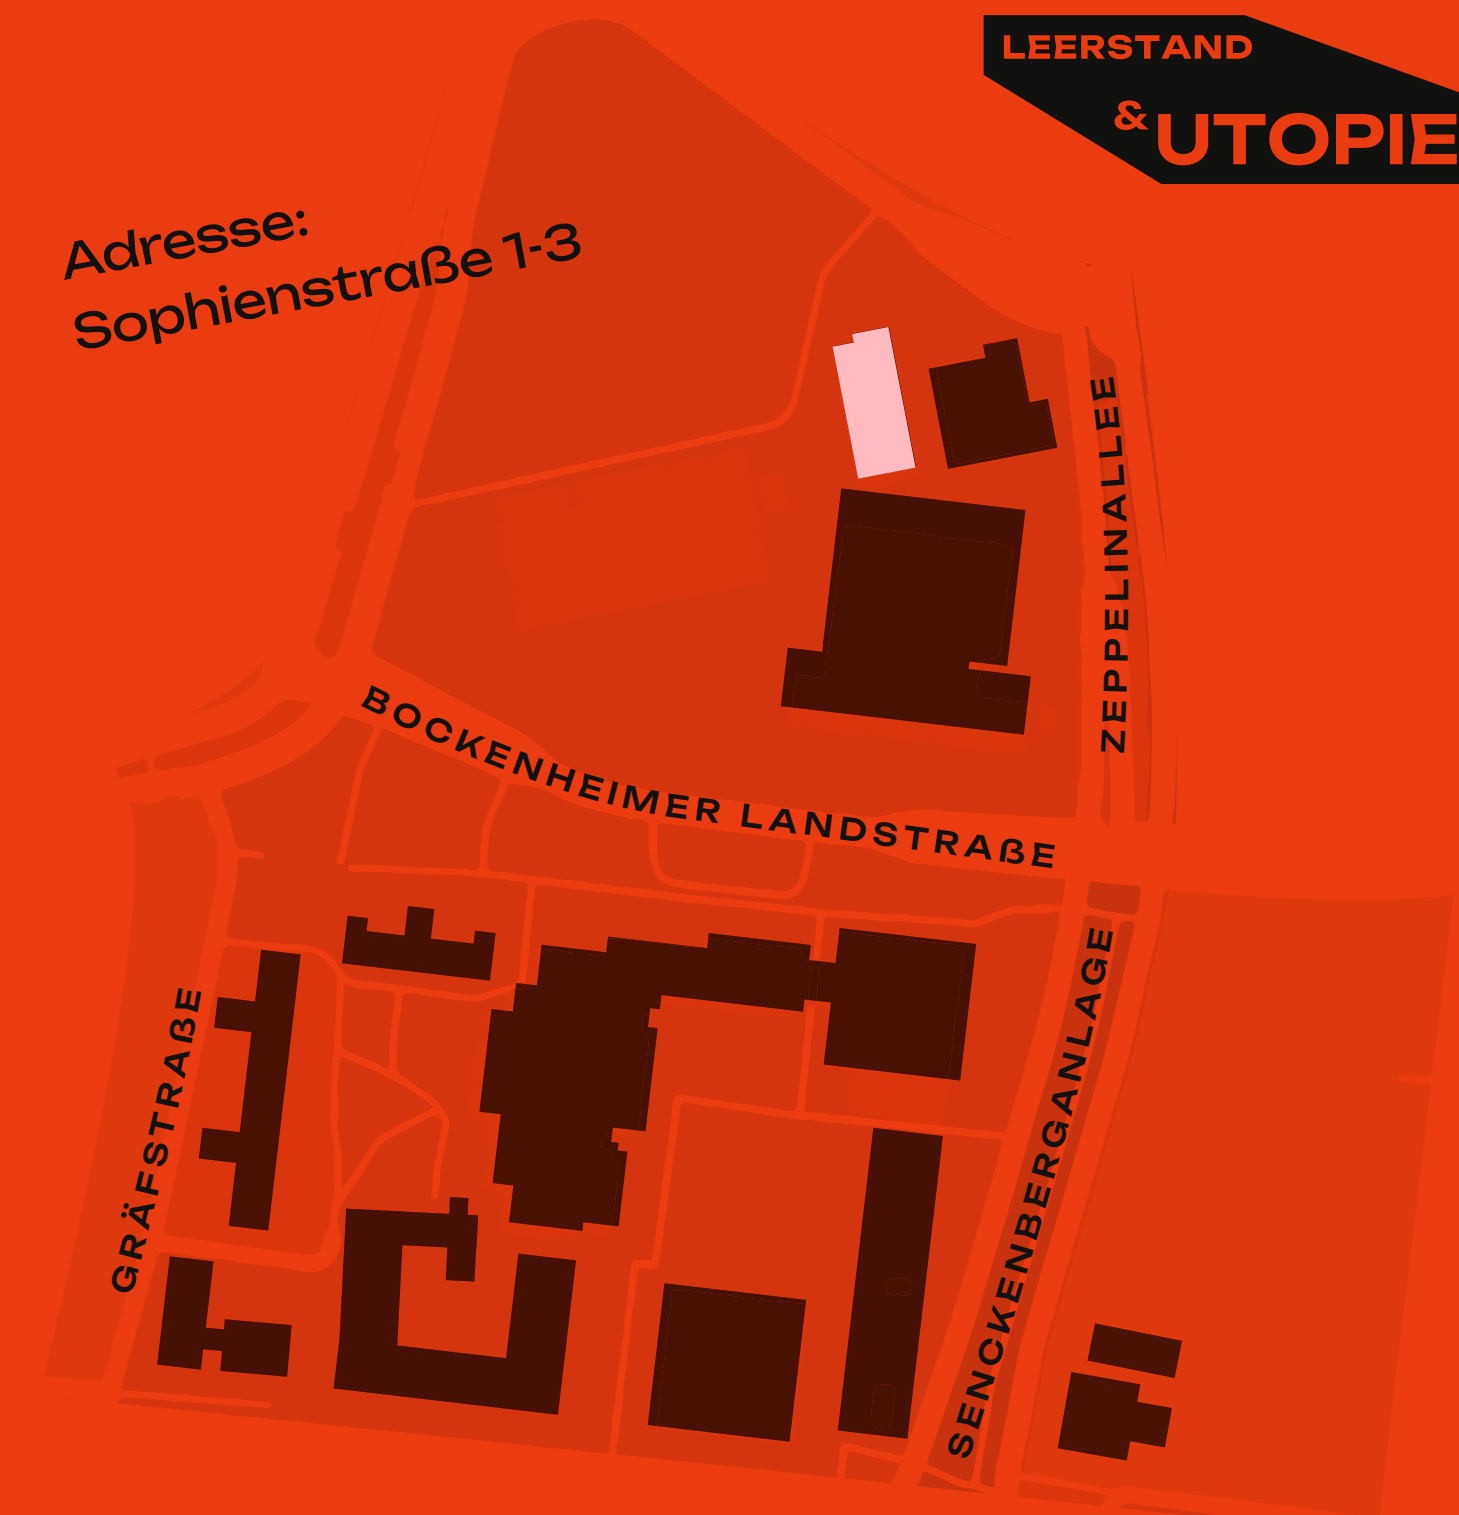 LEERSTAND
& UTOPIE
Adresse:
Sophienstraße 1-3
ZEPPELINALLEE
BOCKENHEIMER LANDSTRAßE
GRÄFSTRAßE
SENCKENBERGANLAGE